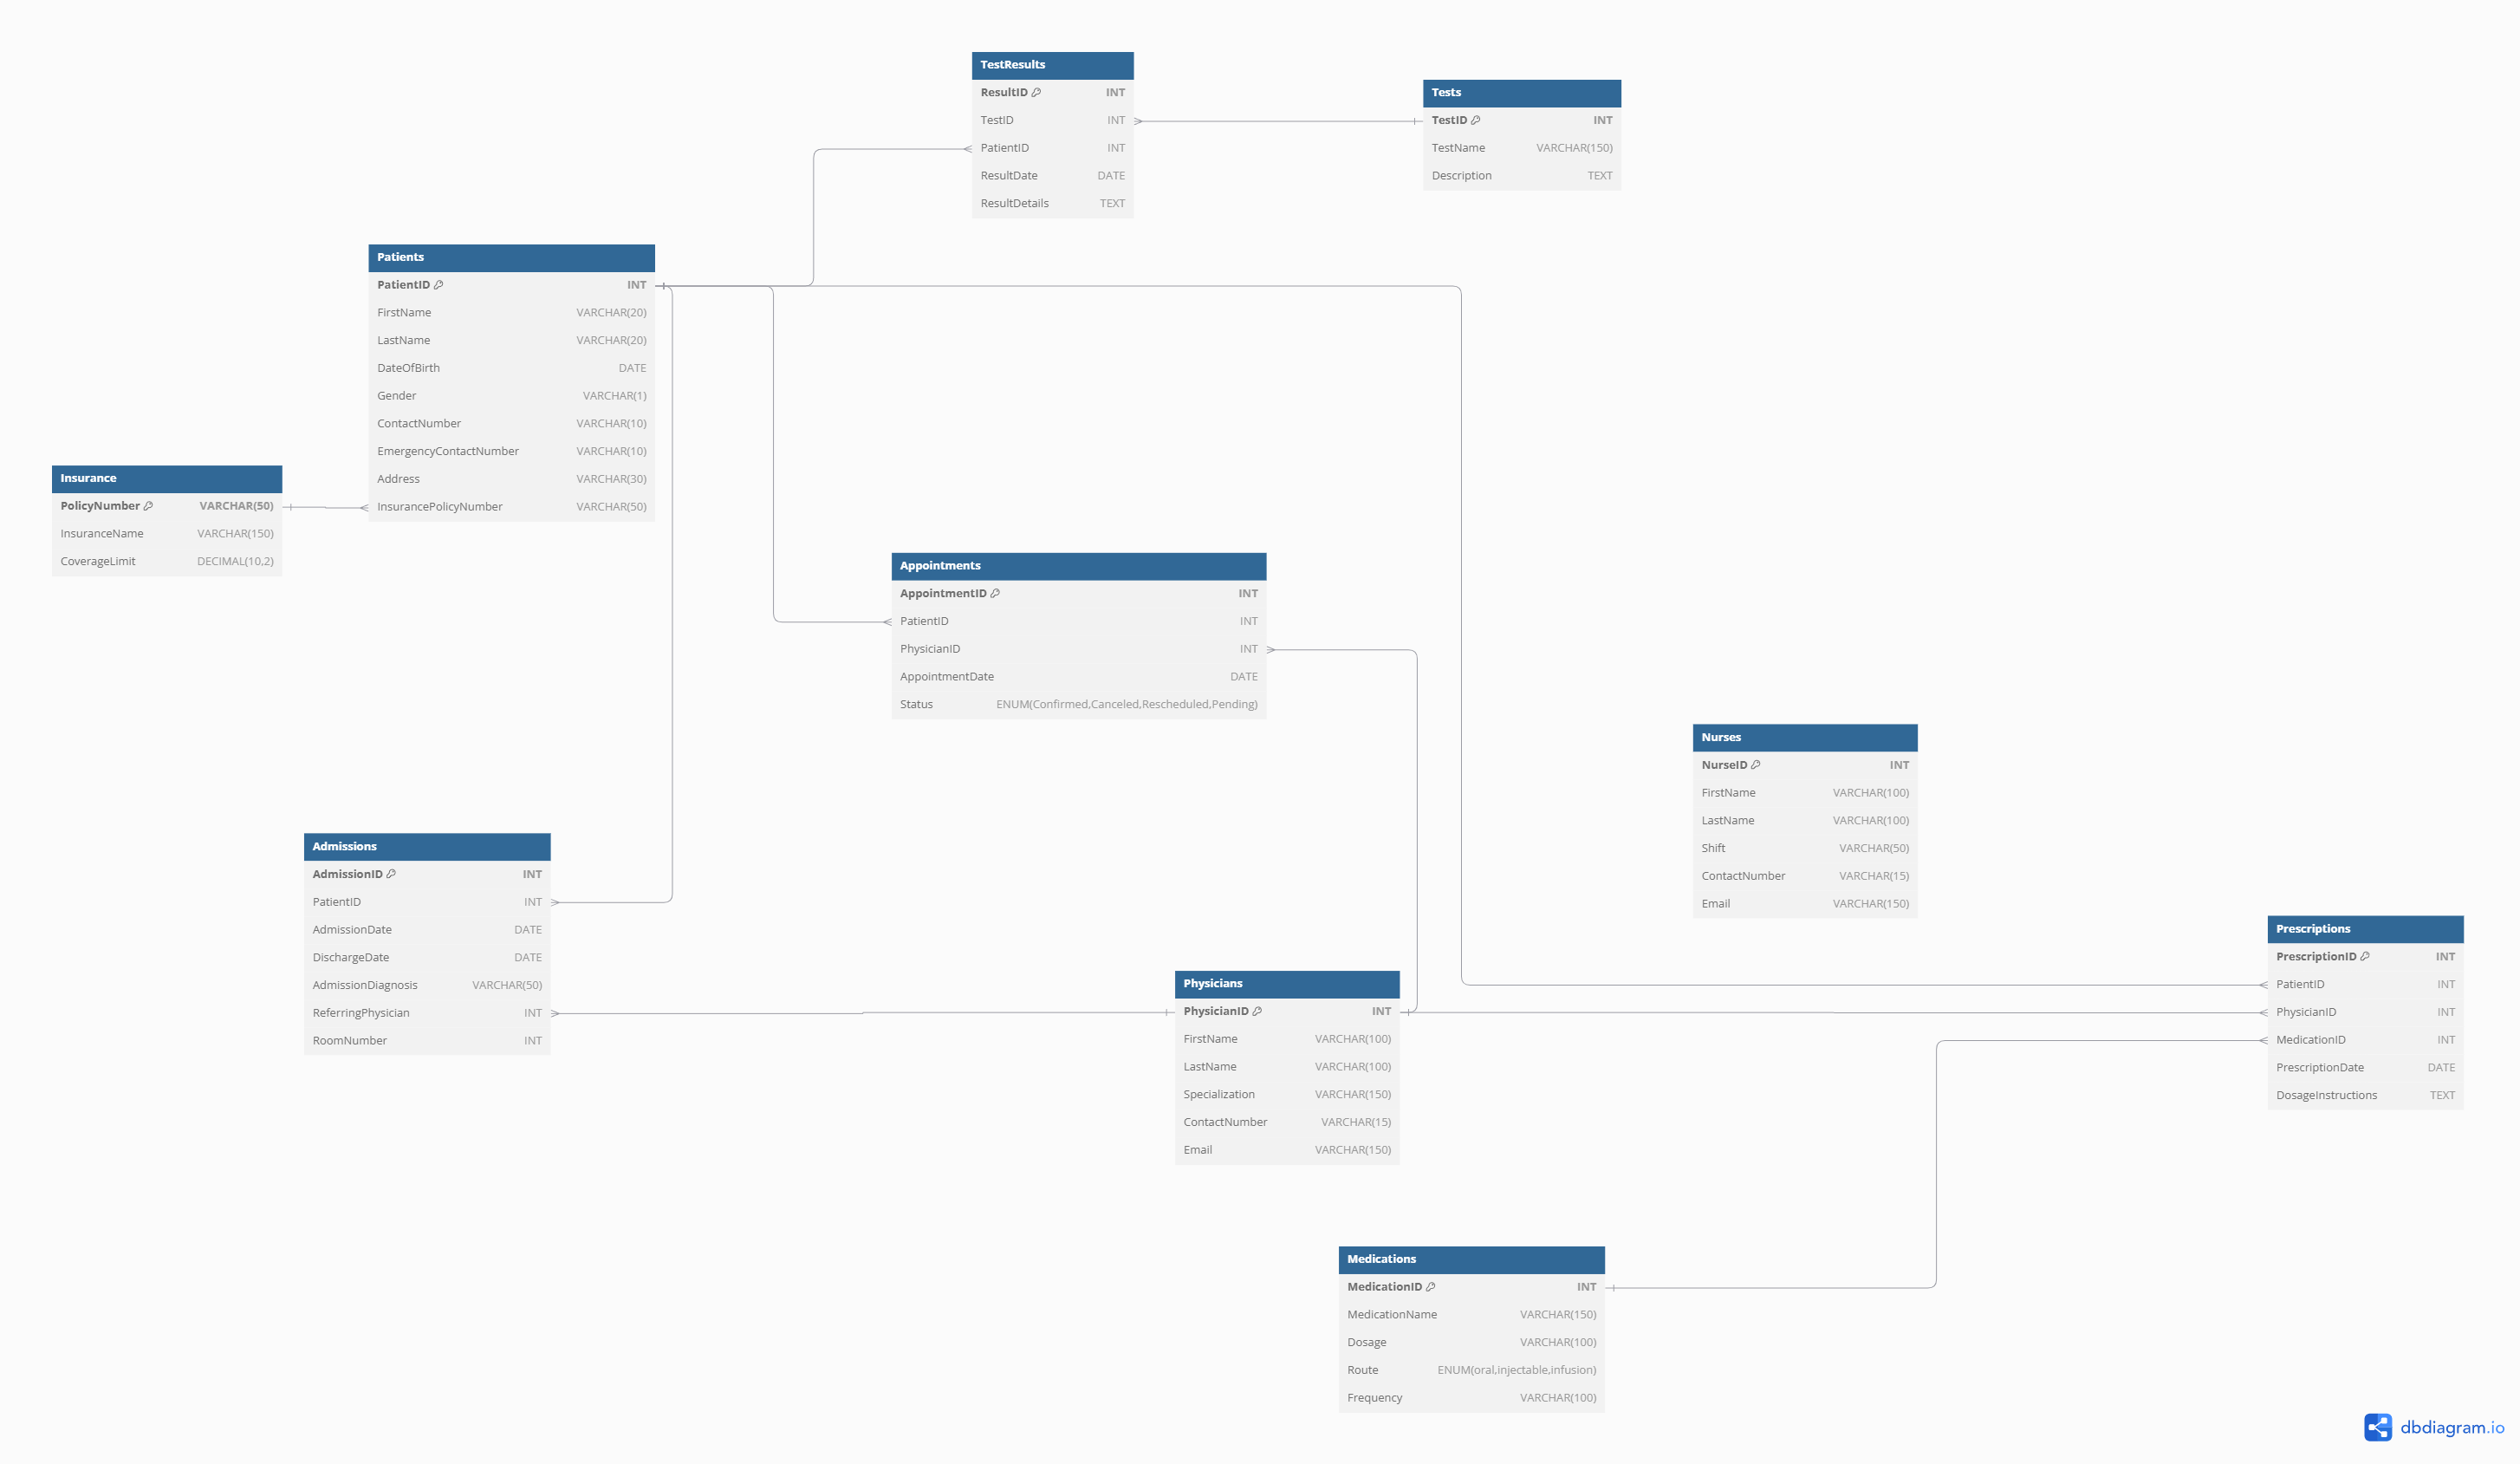 TestResults
ResultID INT
TestID INT
PatientID INT
ResultDate DATE
ResultDetails TEXT
Tests
TestID INT
TestName VARCHAR(150)
Description TEXT
Patients
PatientID INT
FirstName VARCHAR(20)
LastName VARCHAR(20)
DateOfBirth DATE
Gender VARCHAR(1)
ContactNumber VARCHAR(10)
EmergencyContactNumber VARCHAR(10)
Address VARCHAR(30)
InsurancePolicyNumber VARCHAR(50)
Insurance
PolicyNumber VARCHAR(50)
InsuranceName VARCHAR(150)
CoverageLimit DECIMAL(10,2)
Appointments
AppointmentID INT
PatientID INT
PhysicianID INT
AppointmentDate DATE
Status ENUM(Confirmed,Canceled,Rescheduled,Pending)
Nurses
NurseID INT
FirstName VARCHAR(100)
LastName VARCHAR(100)
Shift VARCHAR(50)
ContactNumber VARCHAR(15)
Email VARCHAR(150)
Admissions
AdmissionID INT
PatientID INT
AdmissionDate DATE
DischargeDate DATE
AdmissionDiagnosis VARCHAR(50)
ReferringPhysician INT
RoomNumber INT
Physicians
PhysicianID INT
FirstName VARCHAR(100)
LastName VARCHAR(100)
Specialization VARCHAR(150)
ContactNumber VARCHAR(15)
Email VARCHAR(150)
Prescriptions
PrescriptionID INT
PatientID INT
PhysicianID INT
MedicationID INT
PrescriptionDate DATE
DosageInstructions TEXT
Medications
MedicationID INT
MedicationName VARCHAR(150)
Dosage VARCHAR(100)
Route ENUM(oral,injectable,infusion)
Frequency VARCHAR(100)
dbdiagram.io